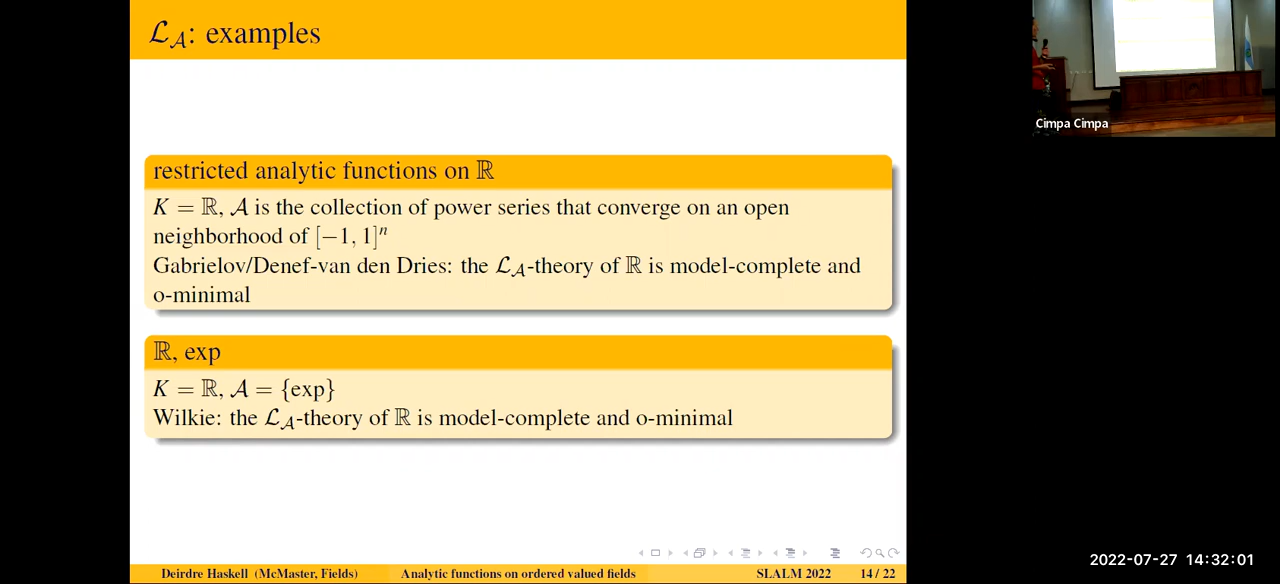 ℒ_𝒜: examples
restricted analytic functions on ℝ
K = ℝ, 𝒜 is the collection of power series that converge on an open
neighborhood of [−1, 1]ⁿ
Gabrielov/Denef-van den Dries: the ℒ_𝒜-theory of ℝ is model-complete and
o-minimal
ℝ, exp
K = ℝ, 𝒜 = {exp}
Wilkie: the ℒ_𝒜-theory of ℝ is model-complete and o-minimal
Deirdre Haskell (McMaster, Fields) Analytic functions on ordered valued fields SLALM 2022 14 / 22
Cimpa Cimpa
2022-07-27 14:32:01